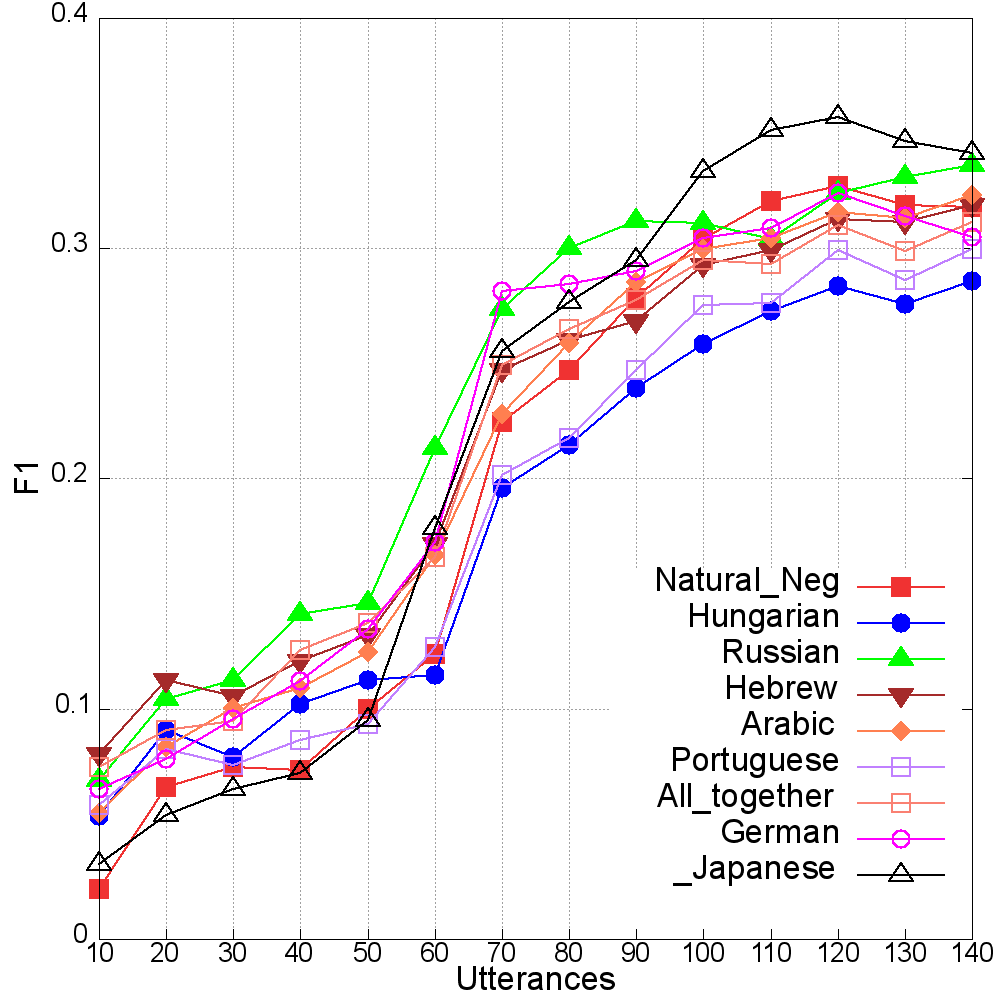 0.4
0.3
0.2
0.1
0
F1
Natural_Neg
Hungarian
Russian
Hebrew
Arabic
Portuguese
All_together
German
_Japanese
10 20 30 40 50 60 70 80 90 100 110 120 130 140
Utterances